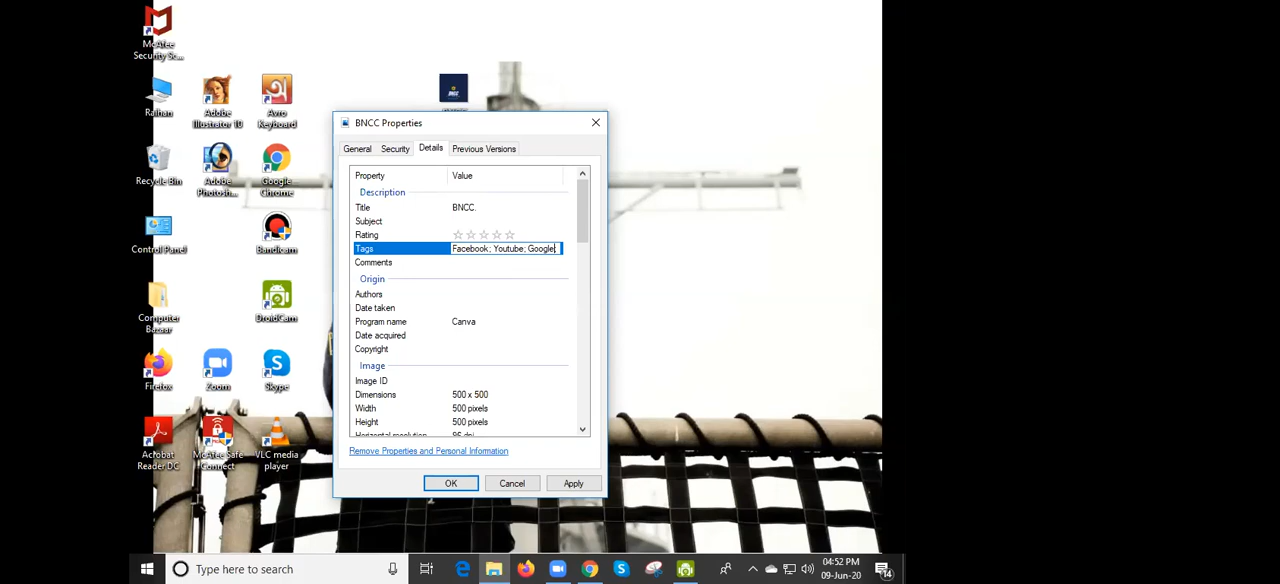 McAfee
Security Sc...
Raihan
Adobe
Illustrator 10
Avro
Keyboard
Recycle Bin
Adobe
Photosh...
Google
Chrome
Control Panel
Bandicam
Computer
Bazaar
DroidCam
Firefox
Zoom
Skype
Acrobat
Reader DC
McAfee Safe
Connect
VLC media
player
BNCC Properties
General Security Details Previous Versions
Property Value
Description
Title BNCC.
Subject
Rating
Tags Facebook; Youtube; Google;
Comments
Origin
Authors
Date taken
Program name Canva
Date acquired
Copyright
Image
Image ID
Dimensions 500 x 500
Width 500 pixels
Height 500 pixels
Horizontal resolution 96 dpi
Remove Properties and Personal Information
OK Cancel Apply
Type here to search
04:52 PM
09-Jun-20
14